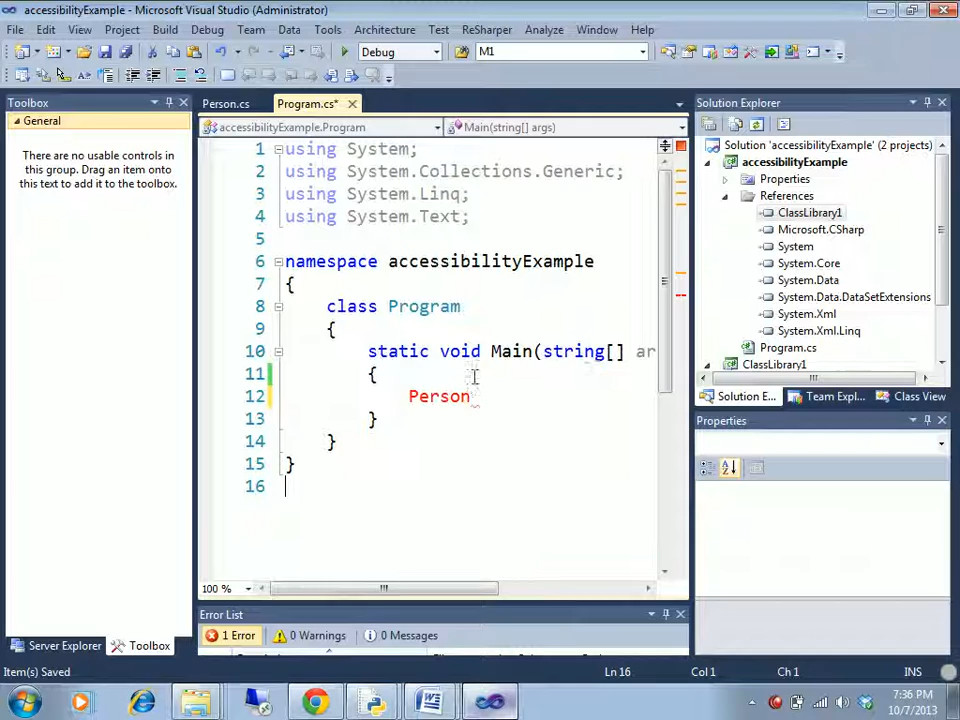 accessibilityExample - Microsoft Visual Studio (Administrator)
File Edit View Project Build Debug Team Data Tools Architecture Test ReSharper Analyze Window Help
Debug M1
Toolbox
General
There are no usable controls in
this group. Drag an item onto
this text to add it to the toolbox.
Server Explorer Toolbox
Person.cs Program.cs*
accessibilityExample.Program Main(string[] args)
1 using System;
2 using System.Collections.Generic;
3 using System.Linq;
4 using System.Text;
5
6 namespace accessibilityExample
7 {
8 class Program
9 {
10 static void Main(string[] ar
11 {
12 Person
13 }
14 }
15 }
16
100 %
Error List
1 Error 0 Warnings 0 Messages
Solution Explorer
Solution 'accessibilityExample' (2 projects)
accessibilityExample
Properties
References
ClassLibrary1
Microsoft.CSharp
System
System.Core
System.Data
System.Data.DataSetExtensions
System.Xml
System.Xml.Linq
Program.cs
ClassLibrary1
Solution E... Team Expl... Class View
Properties
Item(s) Saved Ln 16 Col 1 Ch 1 INS
7:36 PM
10/7/2013